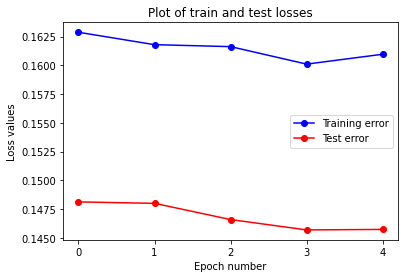 Plot of train and test losses
0.1625
0.1600
0.1575
0.1550
0.1525
0.1500
0.1475
0.1450
Loss values
Training error
Test error
0 1 2 3 4
Epoch number